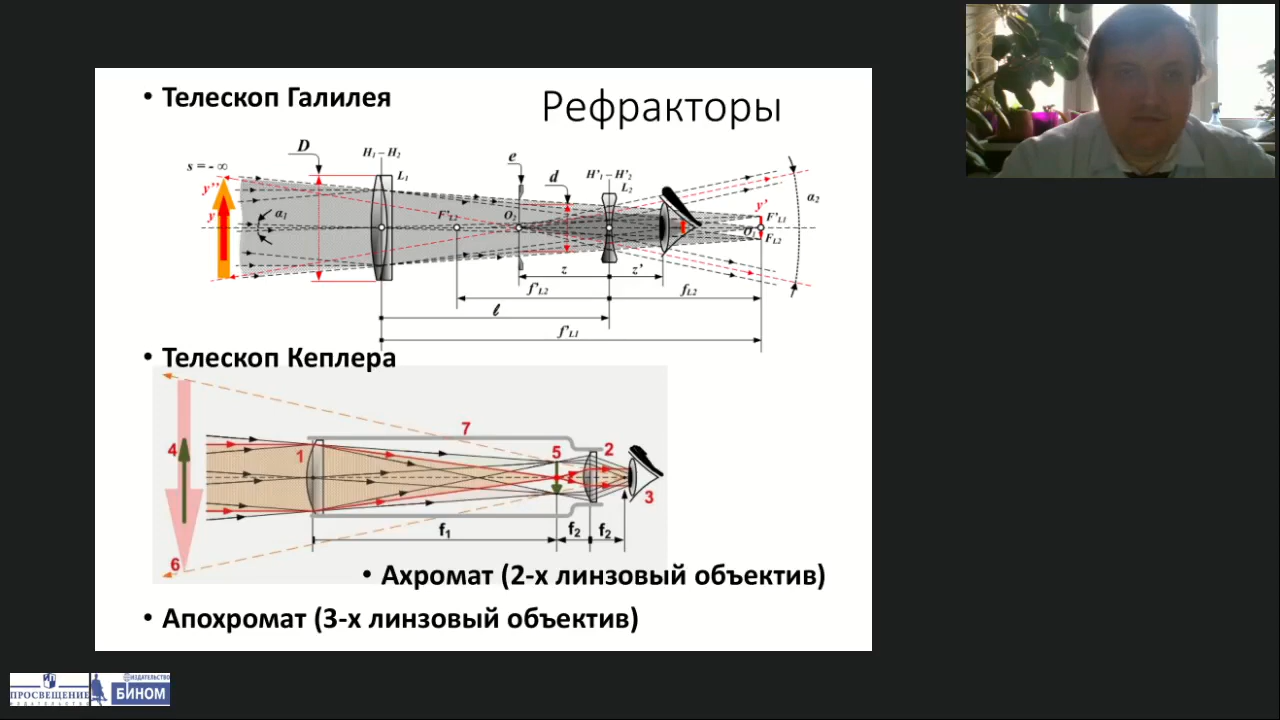 • Телескоп Галилея
Рефракторы
D
H₁ – H₂
L₁
e
d
H'₁ – H'₂
L₂
s = - ∞
y''
y
α₁
F'L2
O₂
y'
F'L1
O₁
FL2
α₂
z
z'
f'L2
fL2
ℓ
f'L1
• Телескоп Кеплера
7
4
1
5
2
3
f₁
f₂
f₂
6
• Ахромат (2-х линзовый объектив)
• Апохромат (3-х линзовый объектив)
ПРОСВЕЩЕНИЕ
ИЗДАТЕЛЬСТВО
ИЗДАТЕЛЬСТВО
БИНОМ